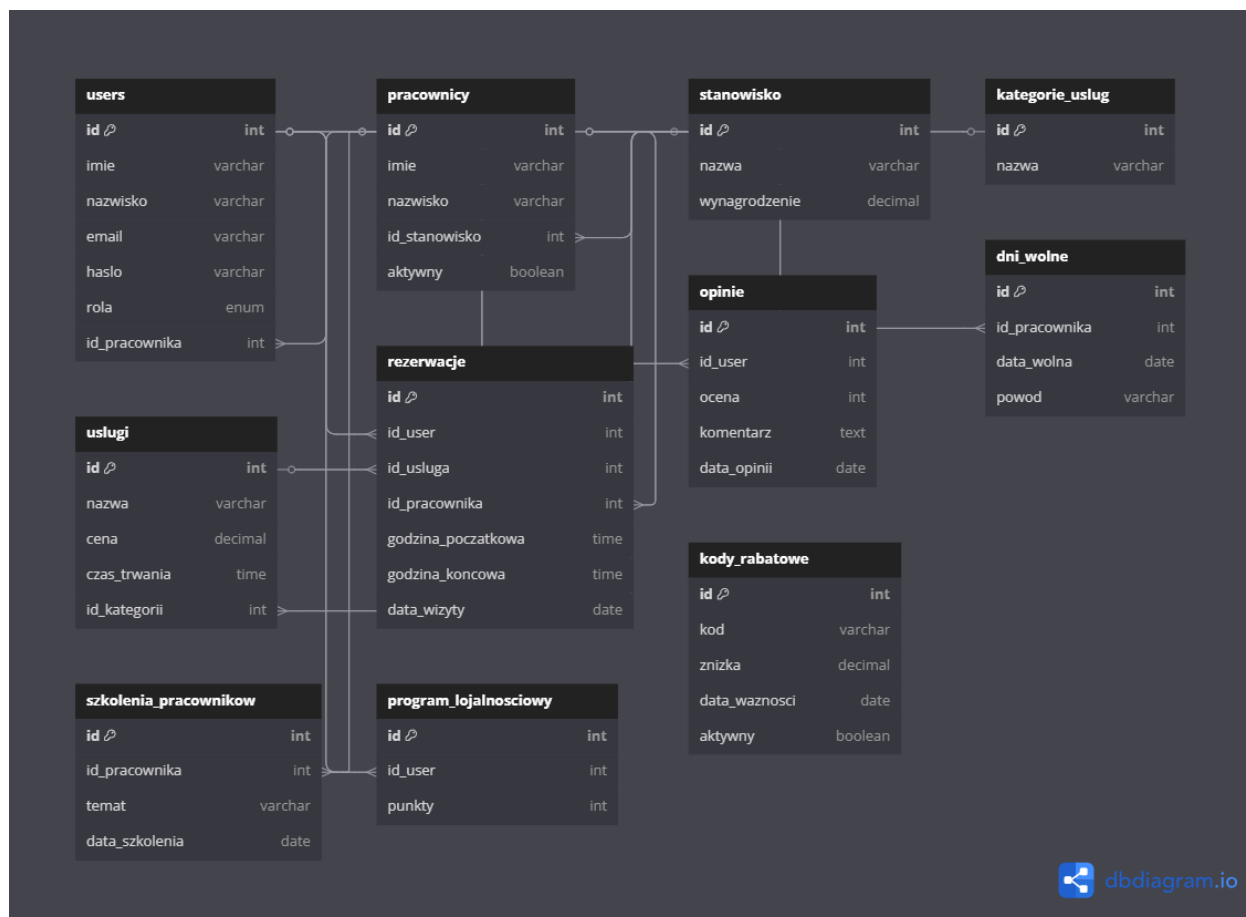 users
id int
imie varchar
nazwisko varchar
email varchar
haslo varchar
rola enum
id_pracownika int
pracownicy
id int
imie varchar
nazwisko varchar
id_stanowisko int
aktywny boolean
stanowisko
id int
nazwa varchar
wynagrodzenie decimal
kategorie_uslug
id int
nazwa varchar
dni_wolne
id int
id_pracownika int
data_wolna date
powod varchar
opinie
id int
id_user int
ocena int
komentarz text
data_opinii date
rezerwacje
id int
id_user int
id_usluga int
id_pracownika int
godzina_poczatkowa time
godzina_koncowa time
data_wizyty date
uslugi
id int
nazwa varchar
cena decimal
czas_trwania time
id_kategorii int
kody_rabatowe
id int
kod varchar
znizka decimal
data_waznosci date
aktywny boolean
szkolenia_pracownikow
id int
id_pracownika int
temat varchar
data_szkolenia date
program_lojalnosciowy
id int
id_user int
punkty int
dbdiagram.io